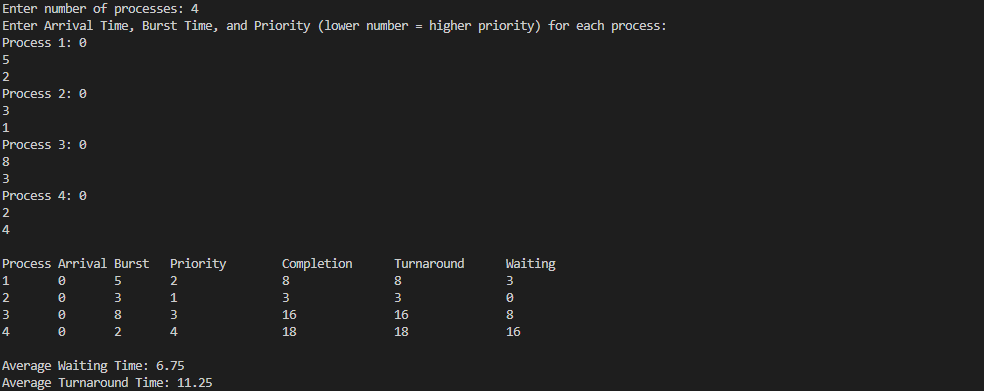 Enter number of processes: 4
Enter Arrival Time, Burst Time, and Priority (lower number = higher priority) for each process:
Process 1: 0
5
2
Process 2: 0
3
1
Process 3: 0
8
3
Process 4: 0
2
4
Process Arrival Burst Priority Completion Turnaround Waiting
1 0 5 2 8 8 3
2 0 3 1 3 3 0
3 0 8 3 16 16 8
4 0 2 4 18 18 16
Average Waiting Time: 6.75
Average Turnaround Time: 11.25